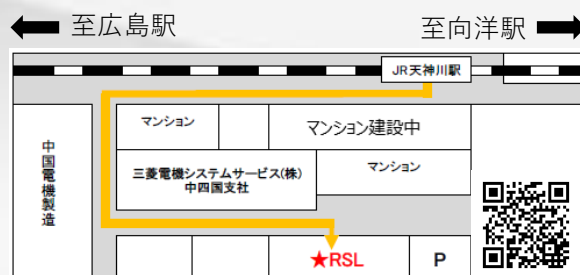 至広島駅
至向洋駅
JR天神川駅
マンション
マンション建設中
中国電機製造
三菱電機システムサービス(株)
中四国支社
マンション
★RSL
P